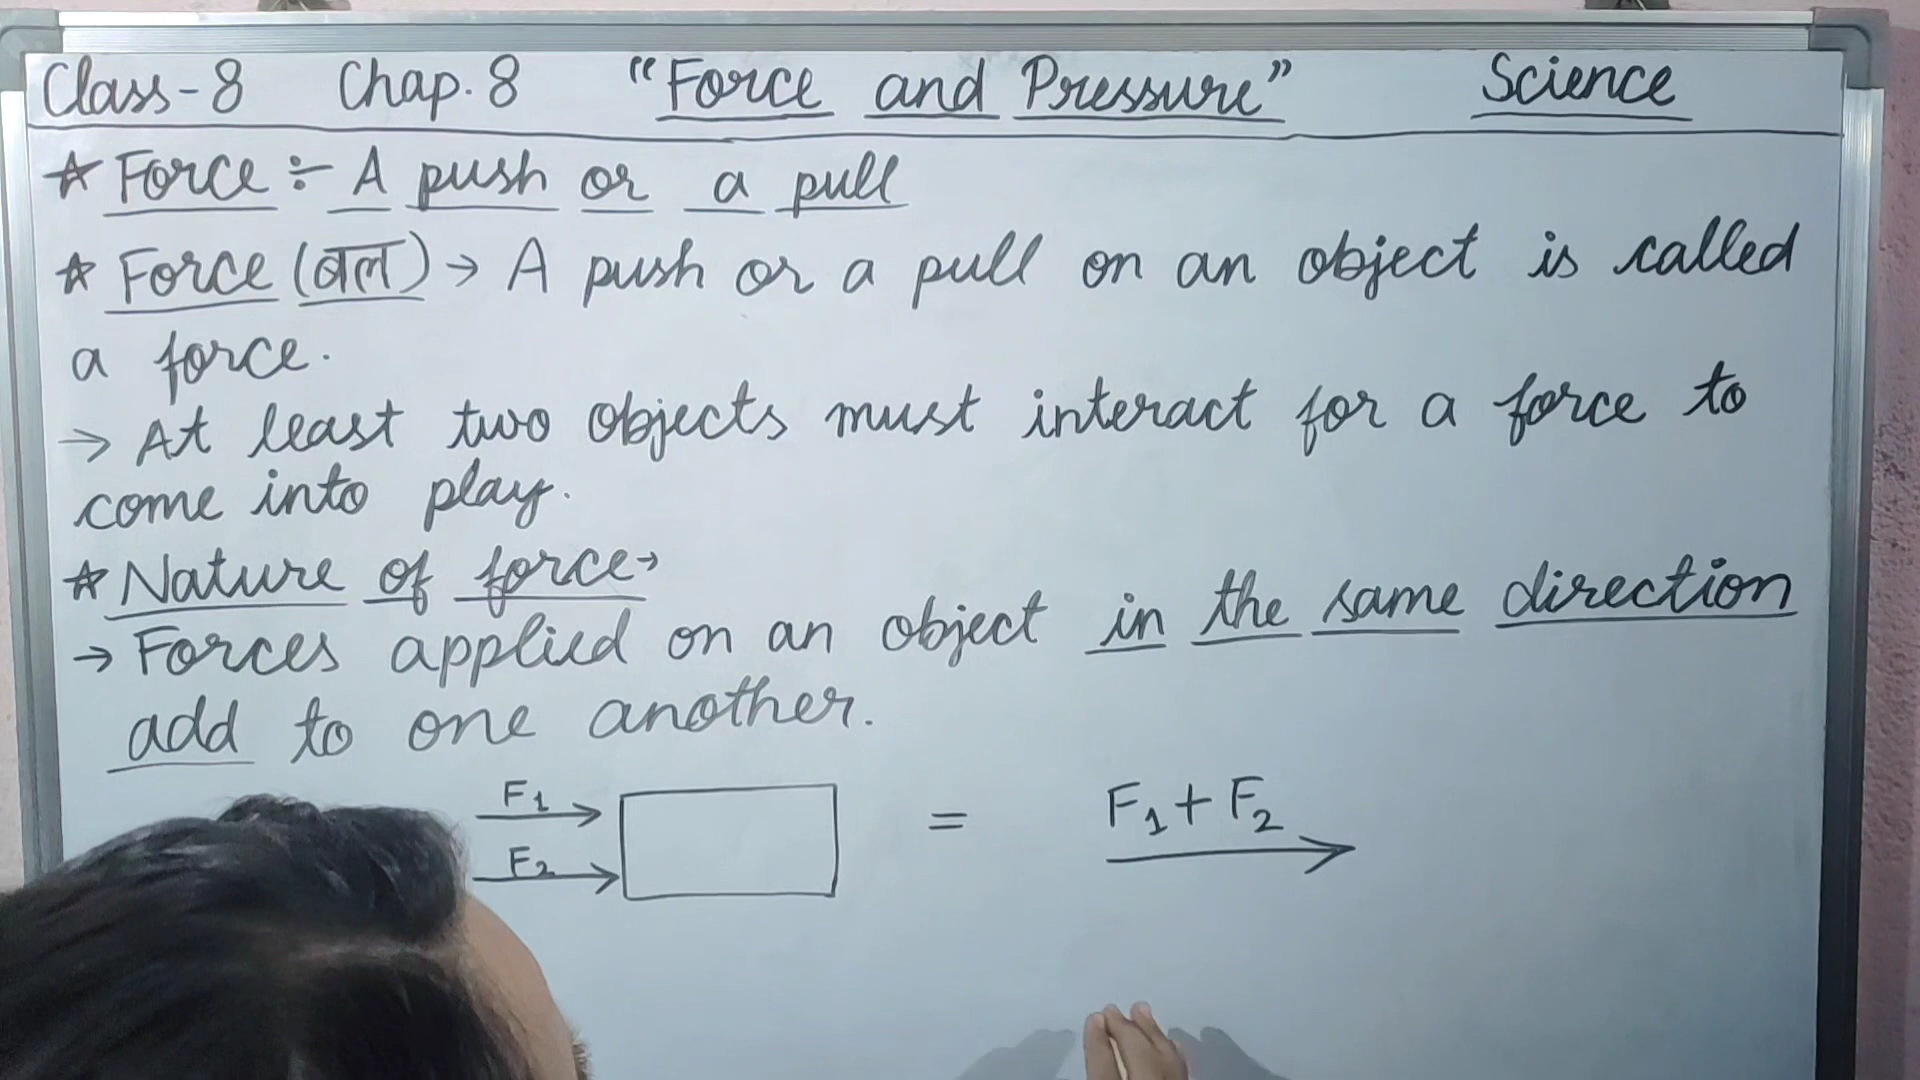 Class-8 Chap.8 "Force and Pressure" Science
☆ Force ÷ A push or a pull
☆ Force (बल) → A push or a pull on an object is called
a force.
→ At least two objects must interact for a force to
come into play.
☆ Nature of force→
→ Forces applied on an object in the same direction
add to one another.
F₁
F₂
= F₁ + F₂